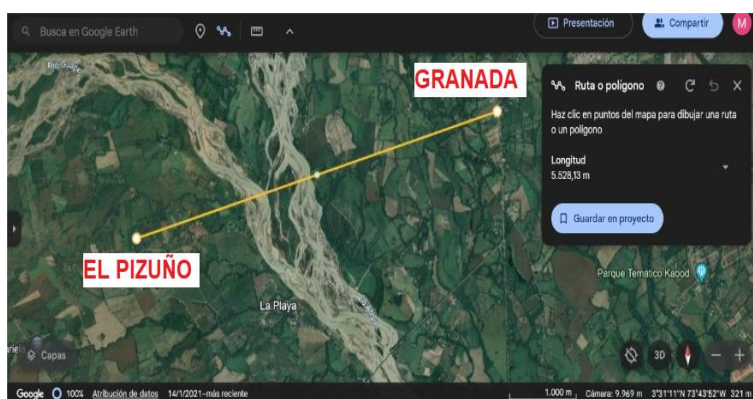 Busca en Google Earth
Presentación
Compartir
M
GRANADA
Ruta o polígono
Haz clic en puntos del mapa para dibujar una ruta
o un polígono
Longitud
5.528,13 m
Guardar en proyecto
EL PIZUÑO
La Playa
Parque Temático Kabod
Capas
3D
Google
100%
Atribución de datos
14/1/2021–más reciente
1.000 m
Cámara: 9.969 m
3°31'11"N 73°43'52"W
321 m